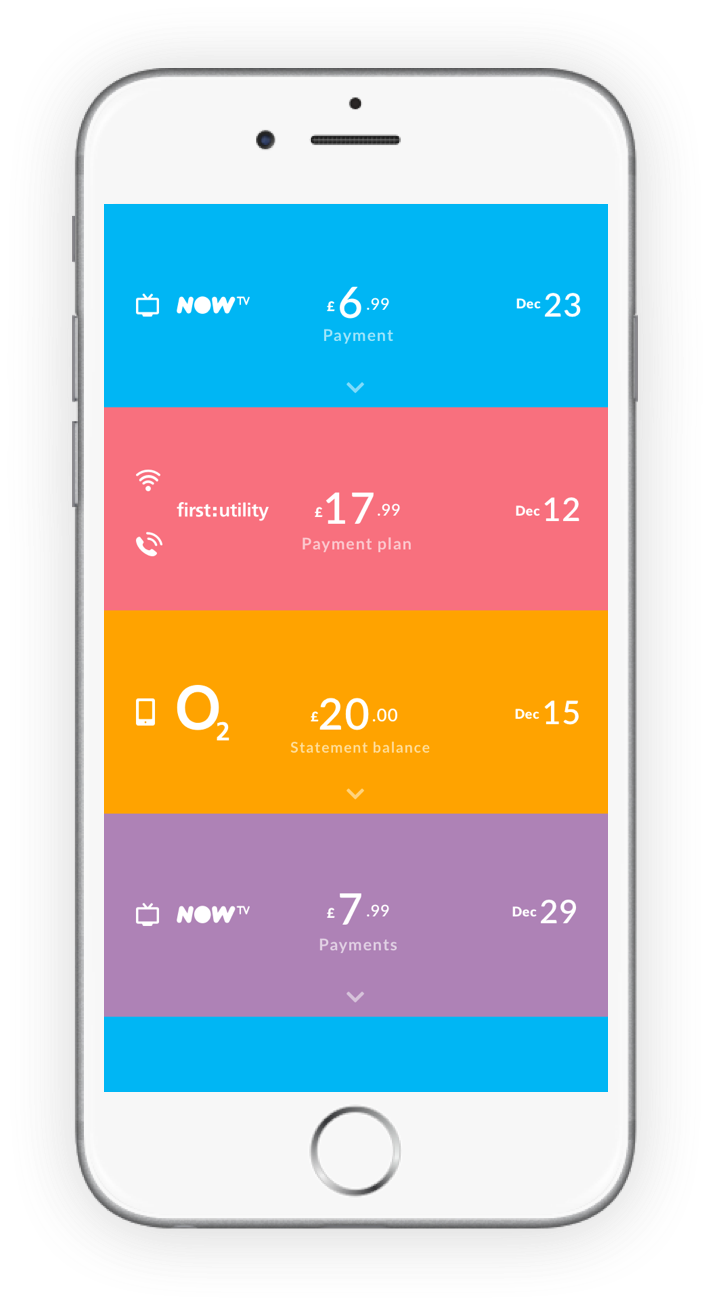 NOW TV £6.99 Dec 23
Payment
first:utility £17.99 Dec 12
Payment plan
O2 £20.00 Dec 15
Statement balance
NOW TV £7.99 Dec 29
Payments